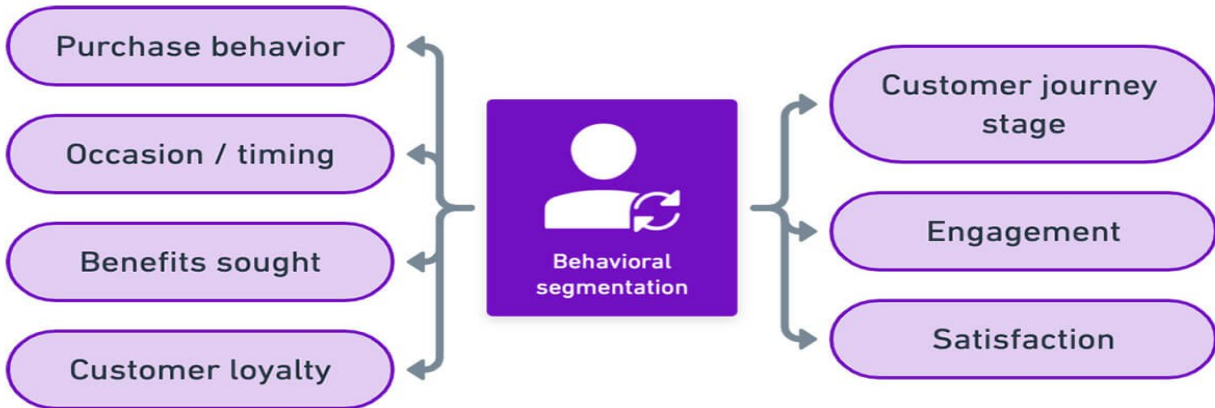 Purchase behavior
Occasion / timing
Benefits sought
Customer loyalty
Behavioral
segmentation
Customer journey
stage
Engagement
Satisfaction